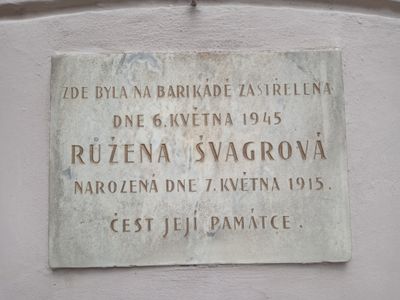 ZDE BYLA NA BARIKÁDĚ ZASTŘELENA
DNE 6. KVĚTNA 1945
RŮŽENA ŠVAGROVÁ
NAROZENÁ DNE 7. KVĚTNA 1915.
ČEST JEJÍ PAMÁTCE.